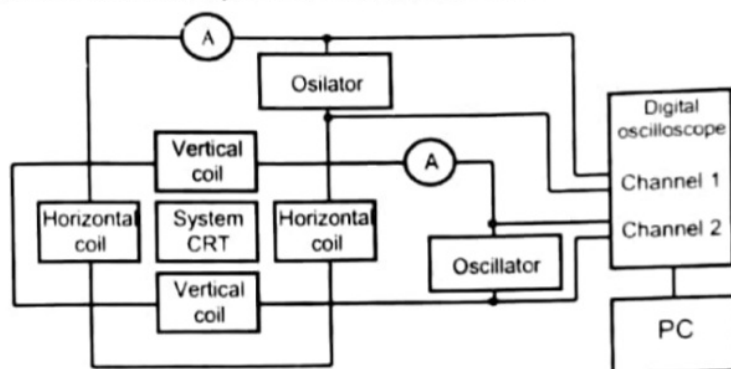 A
Osilator
Digital
oscilloscope
Vertical
coil
A
Channel 1
Horizontal
coil
System
CRT
Horizontal
coil
Channel 2
Oscillator
Vertical
coil
PC